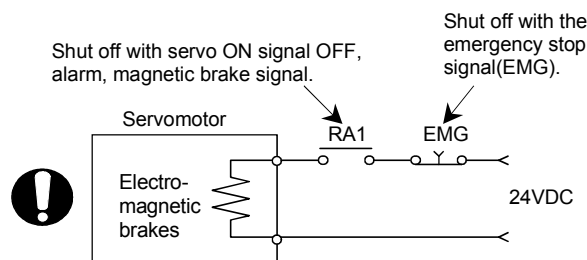 Shut off with servo ON signal OFF,
alarm, magnetic brake signal.
Shut off with the
emergency stop
signal(EMG).
Servomotor
RA1
EMG
Electro-
magnetic
brakes
24VDC